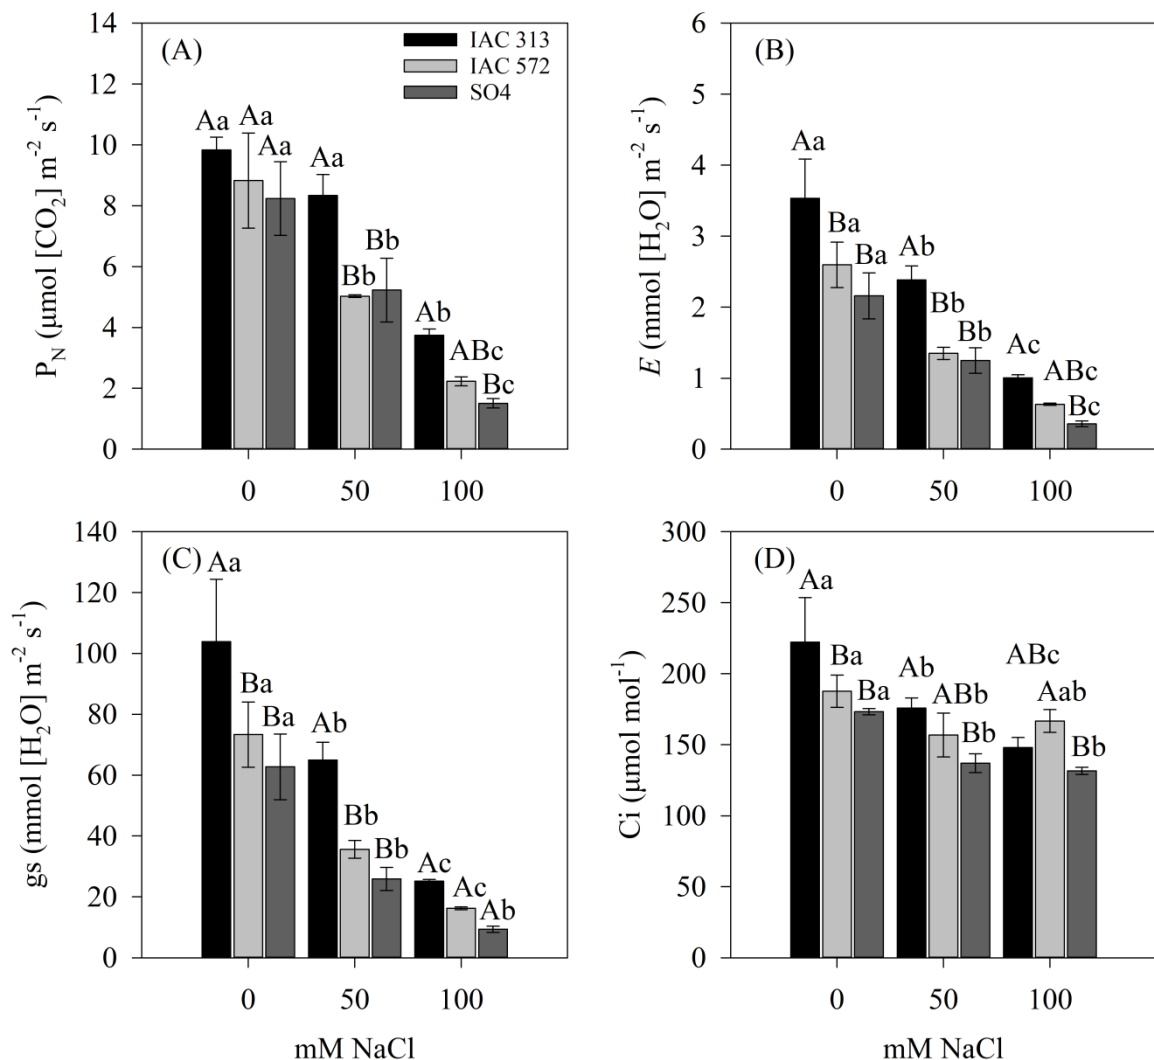 (A)
IAC 313
IAC 572
SO4
P_N (μmol [CO₂] m⁻² s⁻¹)
14
12
10
8
6
4
2
0
Aa Aa Aa
Aa Bb Bb
Ab ABc Bc
0 50 100
(B)
E (mmol [H₂O] m⁻² s⁻¹)
6
5
4
3
2
1
0
Aa Ba Ba
Ab Bb Bb
Ac ABc Bc
0 50 100
(C)
gs (mmol [H₂O] m⁻² s⁻¹)
140
120
100
80
60
40
20
0
Aa Ba Ba
Ab Bb Bb
Ac Ac Ab
0 50 100
mM NaCl
(D)
Ci (μmol mol⁻¹)
300
250
200
150
100
50
0
Aa Ba Ba
Ab ABb Bb
ABc Aab Bb
0 50 100
mM NaCl